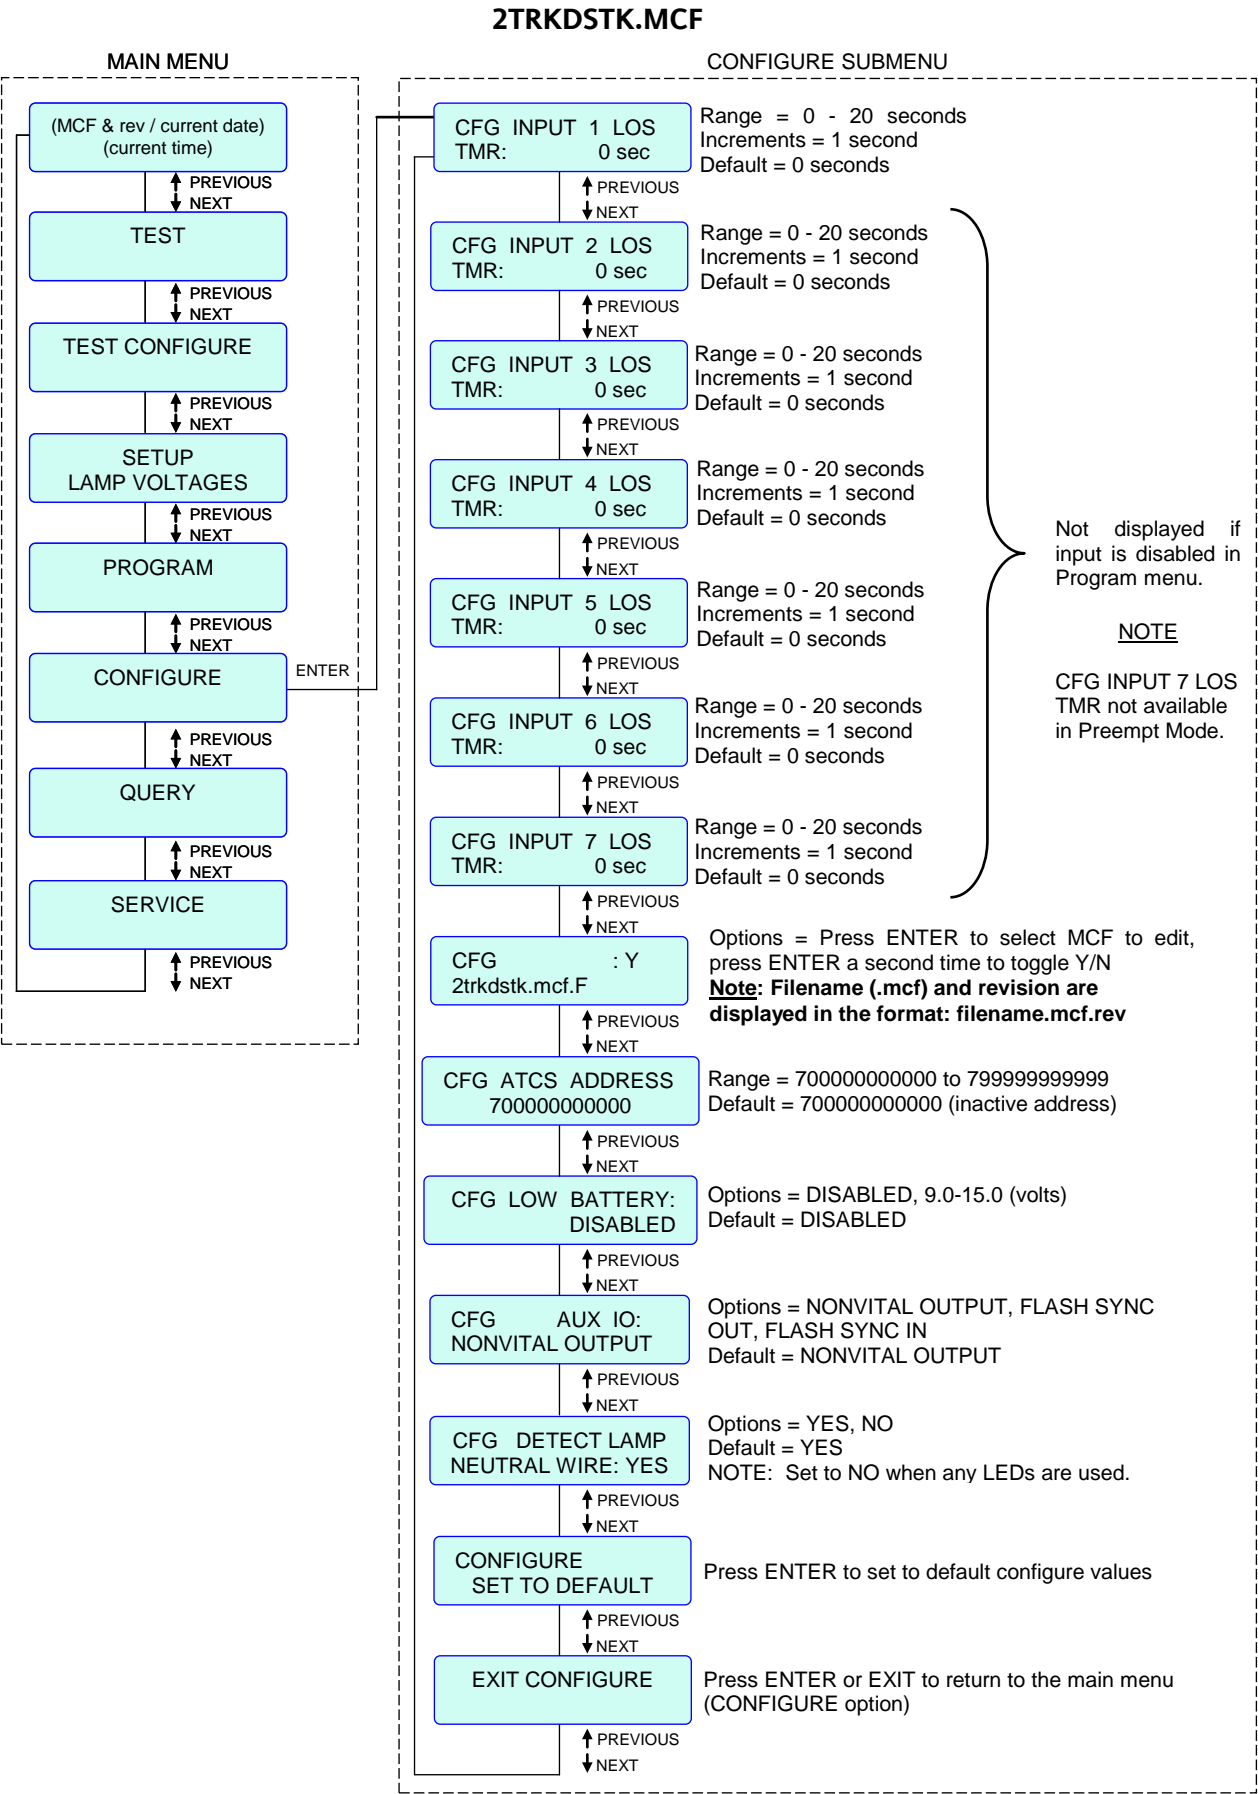 2TRKDSTK.MCF
MAIN MENU
(MCF & rev / current date)
(current time)
PREVIOUS
NEXT
TEST
PREVIOUS
NEXT
TEST CONFIGURE
PREVIOUS
NEXT
SETUP
LAMP VOLTAGES
PREVIOUS
NEXT
PROGRAM
PREVIOUS
NEXT
CONFIGURE
ENTER
PREVIOUS
NEXT
QUERY
PREVIOUS
NEXT
SERVICE
PREVIOUS
NEXT
CONFIGURE SUBMENU
CFG INPUT 1 LOS
TMR: 0 sec
Range = 0 - 20 seconds
Increments = 1 second
Default = 0 seconds
PREVIOUS
NEXT
CFG INPUT 2 LOS
TMR: 0 sec
Range = 0 - 20 seconds
Increments = 1 second
Default = 0 seconds
PREVIOUS
NEXT
CFG INPUT 3 LOS
TMR: 0 sec
Range = 0 - 20 seconds
Increments = 1 second
Default = 0 seconds
PREVIOUS
NEXT
CFG INPUT 4 LOS
TMR: 0 sec
Range = 0 - 20 seconds
Increments = 1 second
Default = 0 seconds
PREVIOUS
NEXT
CFG INPUT 5 LOS
TMR: 0 sec
Range = 0 - 20 seconds
Increments = 1 second
Default = 0 seconds
PREVIOUS
NEXT
CFG INPUT 6 LOS
TMR: 0 sec
Range = 0 - 20 seconds
Increments = 1 second
Default = 0 seconds
PREVIOUS
NEXT
CFG INPUT 7 LOS
TMR: 0 sec
Range = 0 - 20 seconds
Increments = 1 second
Default = 0 seconds
Not displayed if
input is disabled in
Program menu.
NOTE
CFG INPUT 7 LOS
TMR not available
in Preempt Mode.
PREVIOUS
NEXT
CFG : Y
2trkdstk.mcf.F
Options = Press ENTER to select MCF to edit,
press ENTER a second time to toggle Y/N
Note: Filename (.mcf) and revision are
displayed in the format: filename.mcf.rev
PREVIOUS
NEXT
CFG ATCS ADDRESS
700000000000
Range = 700000000000 to 799999999999
Default = 700000000000 (inactive address)
PREVIOUS
NEXT
CFG LOW BATTERY:
DISABLED
Options = DISABLED, 9.0-15.0 (volts)
Default = DISABLED
PREVIOUS
NEXT
CFG AUX IO:
NONVITAL OUTPUT
Options = NONVITAL OUTPUT, FLASH SYNC
OUT, FLASH SYNC IN
Default = NONVITAL OUTPUT
PREVIOUS
NEXT
CFG DETECT LAMP
NEUTRAL WIRE: YES
Options = YES, NO
Default = YES
NOTE: Set to NO when any LEDs are used.
PREVIOUS
NEXT
CONFIGURE
SET TO DEFAULT
Press ENTER to set to default configure values
PREVIOUS
NEXT
EXIT CONFIGURE
Press ENTER or EXIT to return to the main menu
(CONFIGURE option)
PREVIOUS
NEXT